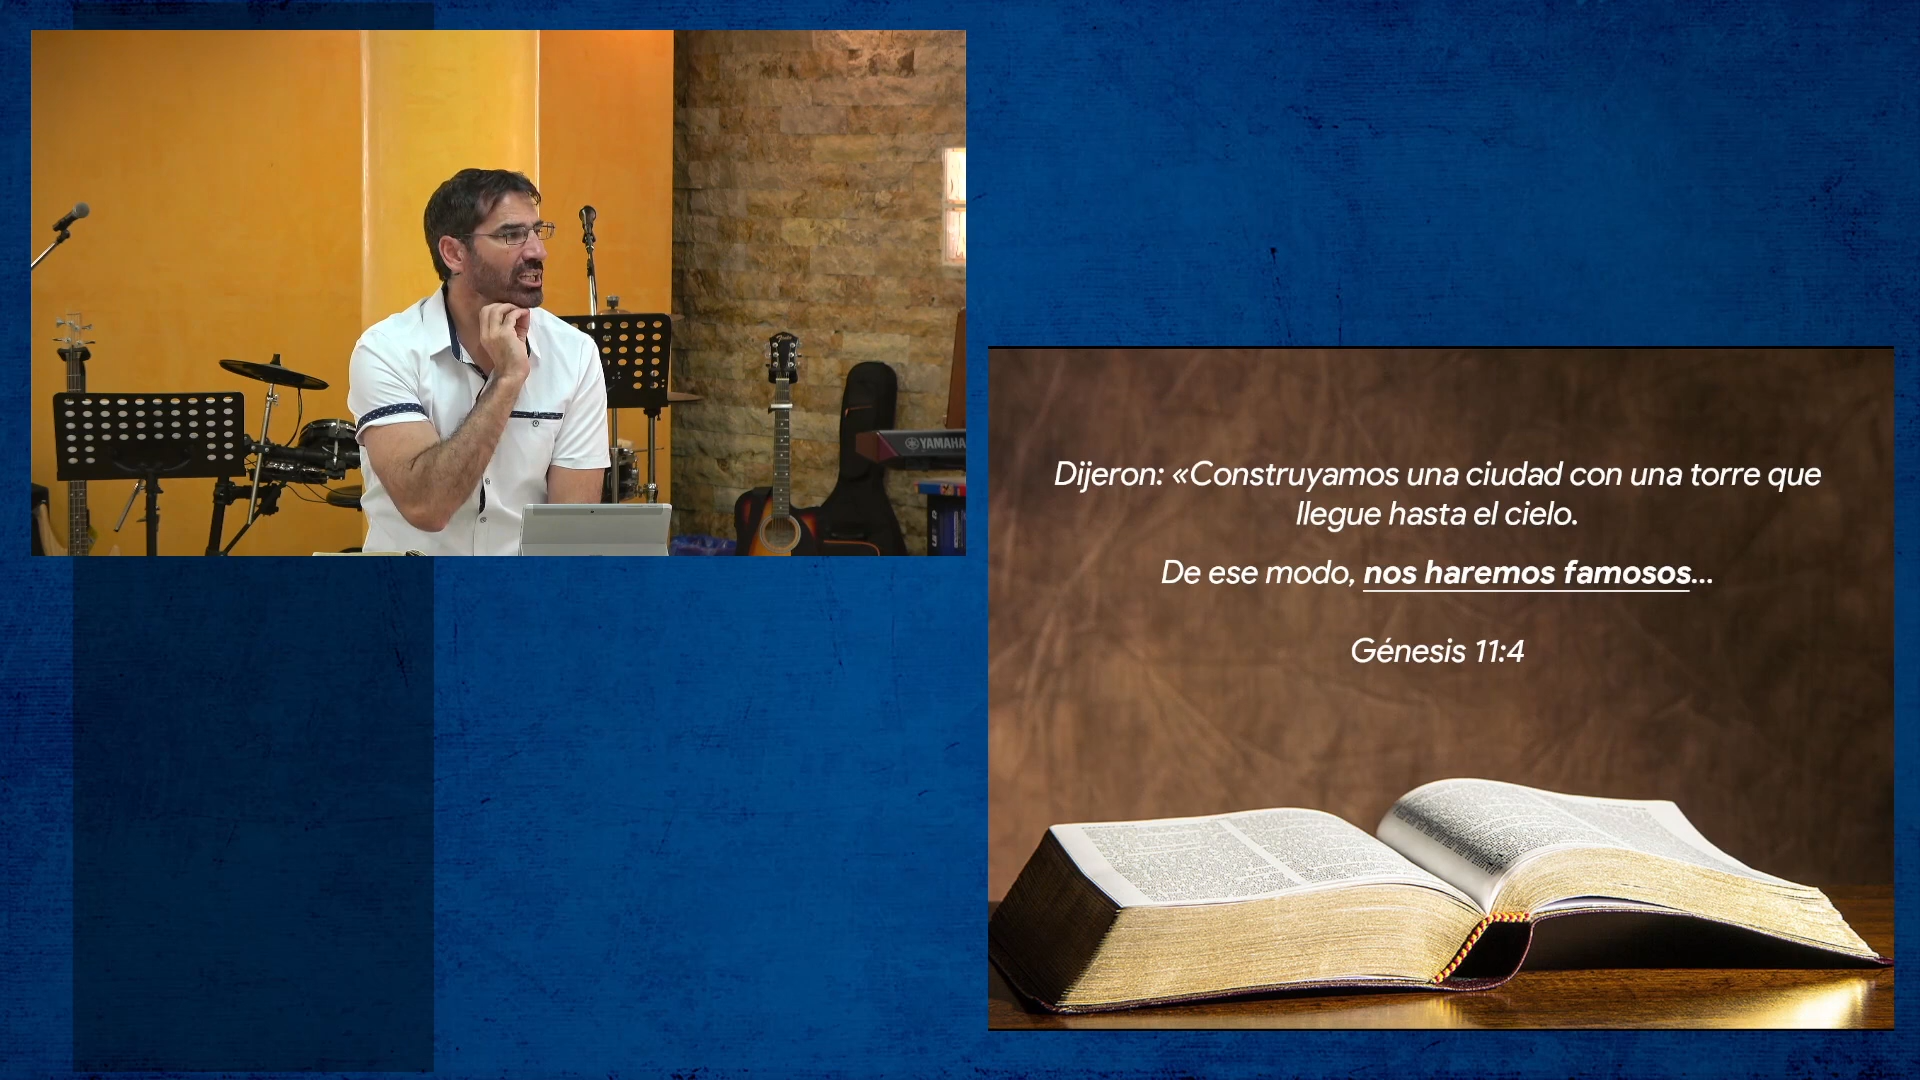 YAMAHA
Dijeron: «Construyamos una ciudad con una torre que
llegue hasta el cielo.
De ese modo, nos haremos famosos...
Génesis 11:4